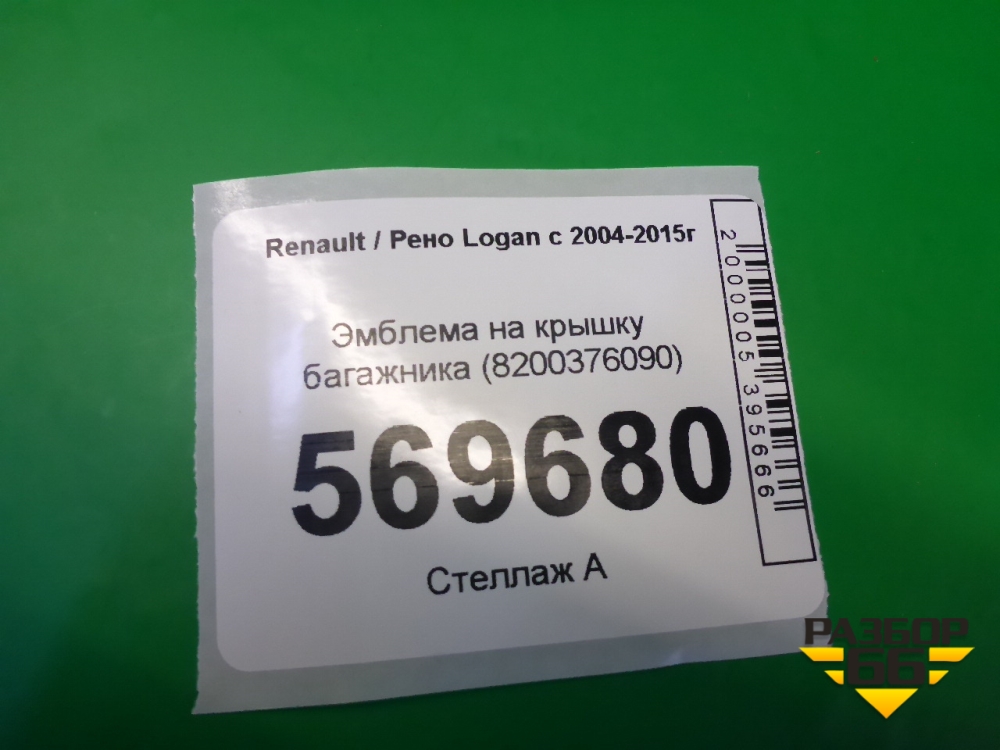 Renault / Рено Logan с 2004-2015г
Эмблема на крышку
багажника (8200376090)
569680
Стеллаж А
2000005395666
РАЗБОР
66